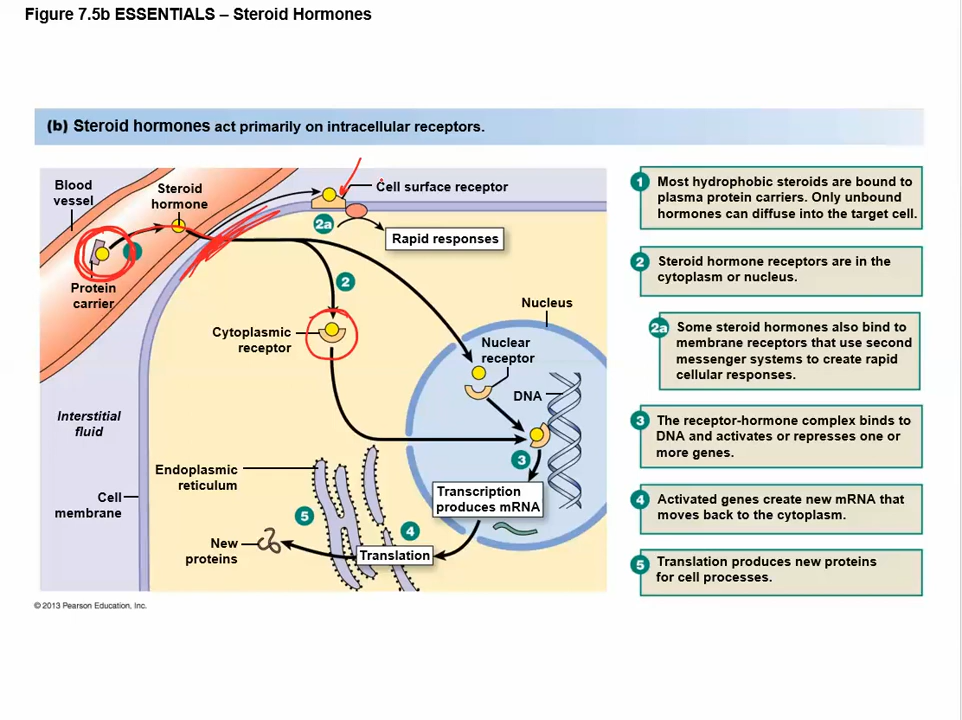 Figure 7.5b ESSENTIALS – Steroid Hormones
(b) Steroid hormones act primarily on intracellular receptors.
Blood
vessel
Steroid
hormone
Cell surface receptor
2a
Rapid responses
Protein
carrier
2
Cytoplasmic
receptor
Nucleus
Nuclear
receptor
DNA
Interstitial
fluid
3
Endoplasmic
reticulum
Transcription
produces mRNA
Cell
membrane
5
4
New
proteins
Translation
1 Most hydrophobic steroids are bound to
plasma protein carriers. Only unbound
hormones can diffuse into the target cell.
2 Steroid hormone receptors are in the
cytoplasm or nucleus.
2a Some steroid hormones also bind to
membrane receptors that use second
messenger systems to create rapid
cellular responses.
3 The receptor-hormone complex binds to
DNA and activates or represses one or
more genes.
4 Activated genes create new mRNA that
moves back to the cytoplasm.
5 Translation produces new proteins
for cell processes.
© 2013 Pearson Education, Inc.